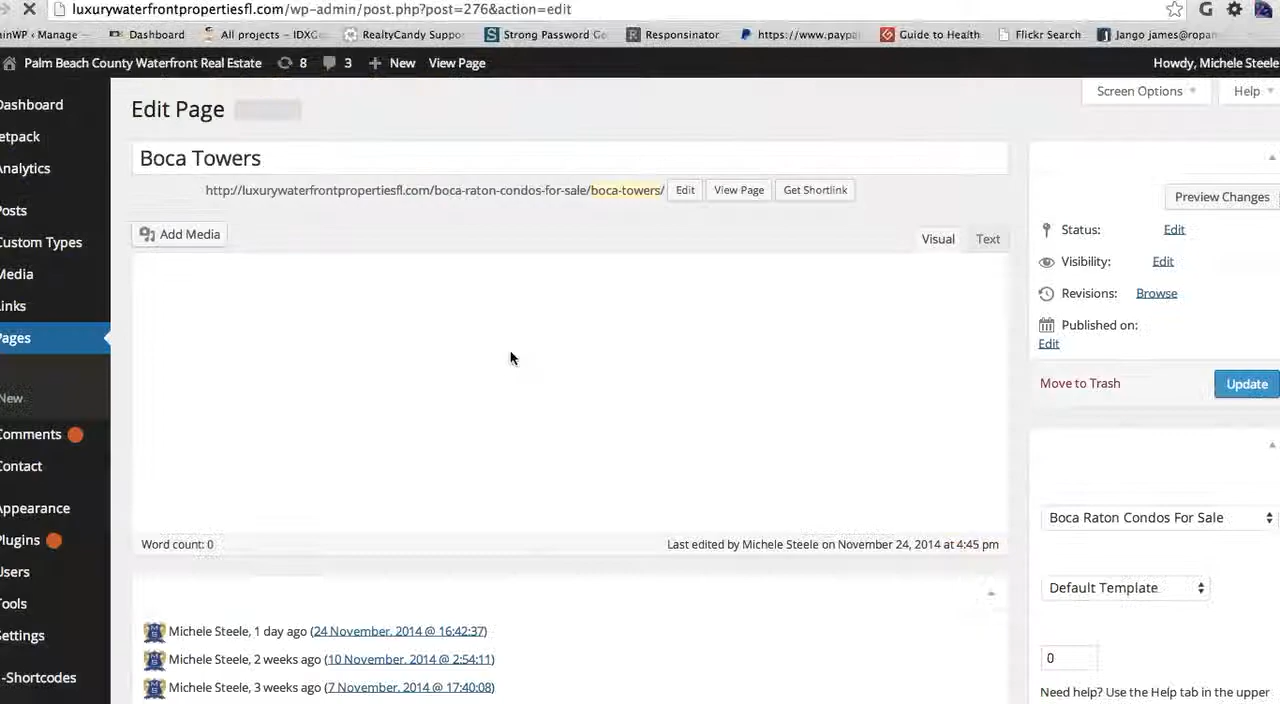 luxurywaterfrontpropertiesfl.com/wp-admin/post.php?post=276&action=edit
ainWP ‹ Manage Dashboard All projects – IDXG RealtyCandy Suppo Strong Password Ge Responsinator https://www.paypa Guide to Health Flickr Search Jango james@ropan
Palm Beach County Waterfront Real Estate 8 3 New View Page Howdy, Michele Steele
Dashboard
etpack
Analytics
Posts
Custom Types
Media
Links
Pages
New
Comments
Contact
Appearance
Plugins
Users
Tools
Settings
-Shortcodes
Screen Options Help
Edit Page
Boca Towers
http://luxurywaterfrontpropertiesfl.com/boca-raton-condos-for-sale/boca-towers/ Edit View Page Get Shortlink
Add Media Visual Text
Word count: 0 Last edited by Michele Steele on November 24, 2014 at 4:45 pm
Michele Steele, 1 day ago (24 November, 2014 @ 16:42:37)
Michele Steele, 2 weeks ago (10 November, 2014 @ 2:54:11)
Michele Steele, 3 weeks ago (7 November, 2014 @ 17:40:08)
Preview Changes
Status: Edit
Visibility: Edit
Revisions: Browse
Published on:
Edit
Move to Trash Update
Boca Raton Condos For Sale
Default Template
0
Need help? Use the Help tab in the upper